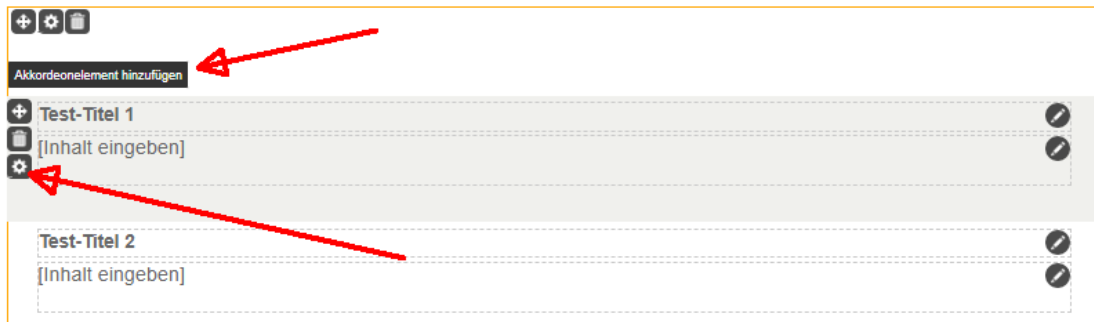 Akkordeonelement hinzufügen
Test-Titel 1
[Inhalt eingeben]
Test-Titel 2
[Inhalt eingeben]